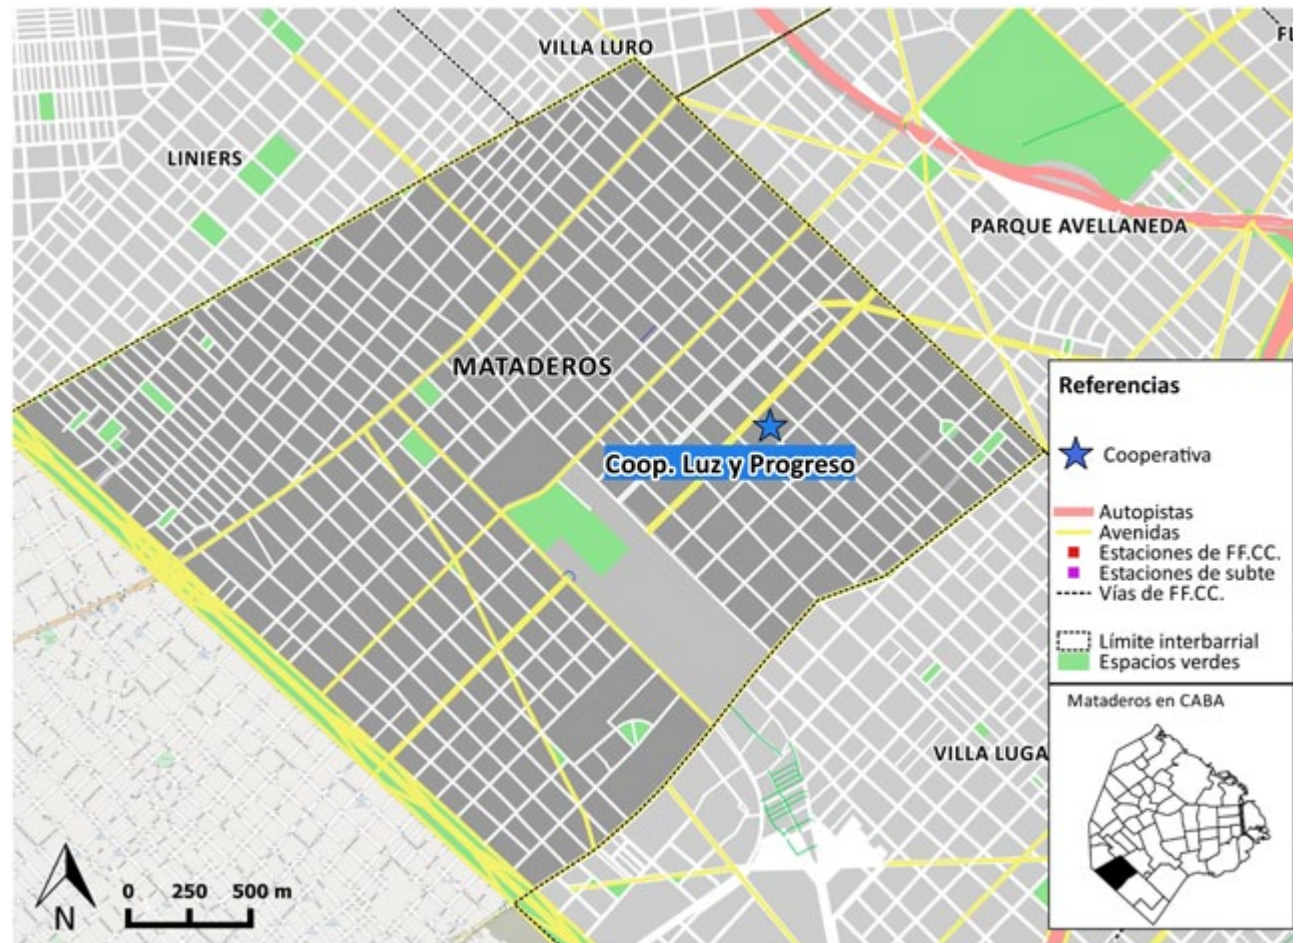 VILLA LURO
FL
LINIERS
PARQUE AVELLANEDA
MATADEROS
Coop. Luz y Progreso
Referencias
Cooperativa
Autopistas
Avenidas
Estaciones de FF.CC.
Estaciones de subte
Vías de FF.CC.
Límite interbarrial
Espacios verdes
Mataderos en CABA
VILLA LUGA
N
0 250 500 m